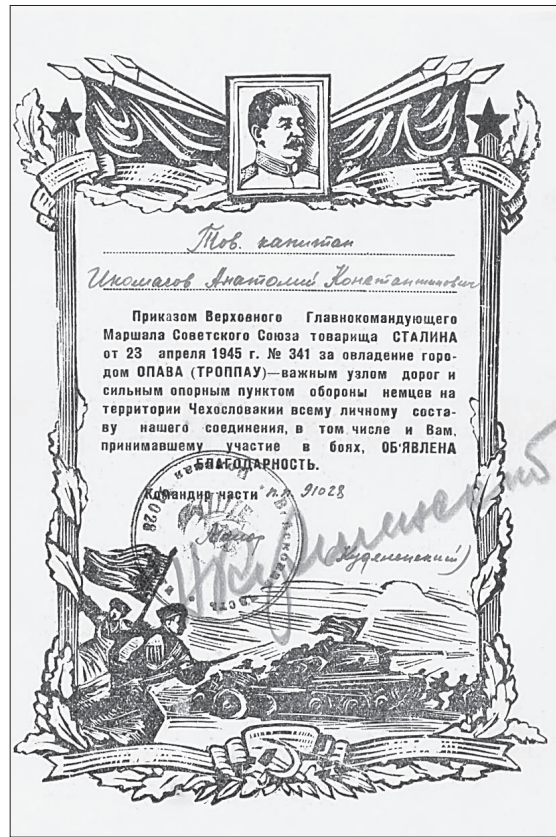 Тов. капитан
Икомасов Анатолий Константинович
Приказом Верховного Главнокомандующего
Маршала Советского Союза товарища СТАЛИНА
от 23 апреля 1945 г. № 341 за овладение горо-
дом ОПАВА (ТРОППАУ)—важным узлом дорог и
сильным опорным пунктом обороны немцев на
территории Чехословакии всему личному соста-
ву нашего соединения, в том числе и Вам,
принимавшему участие в боях, ОБ'ЯВЛЕНА
БЛАГОДАРНОСТЬ.
Командир части п.п. 91028
Майор